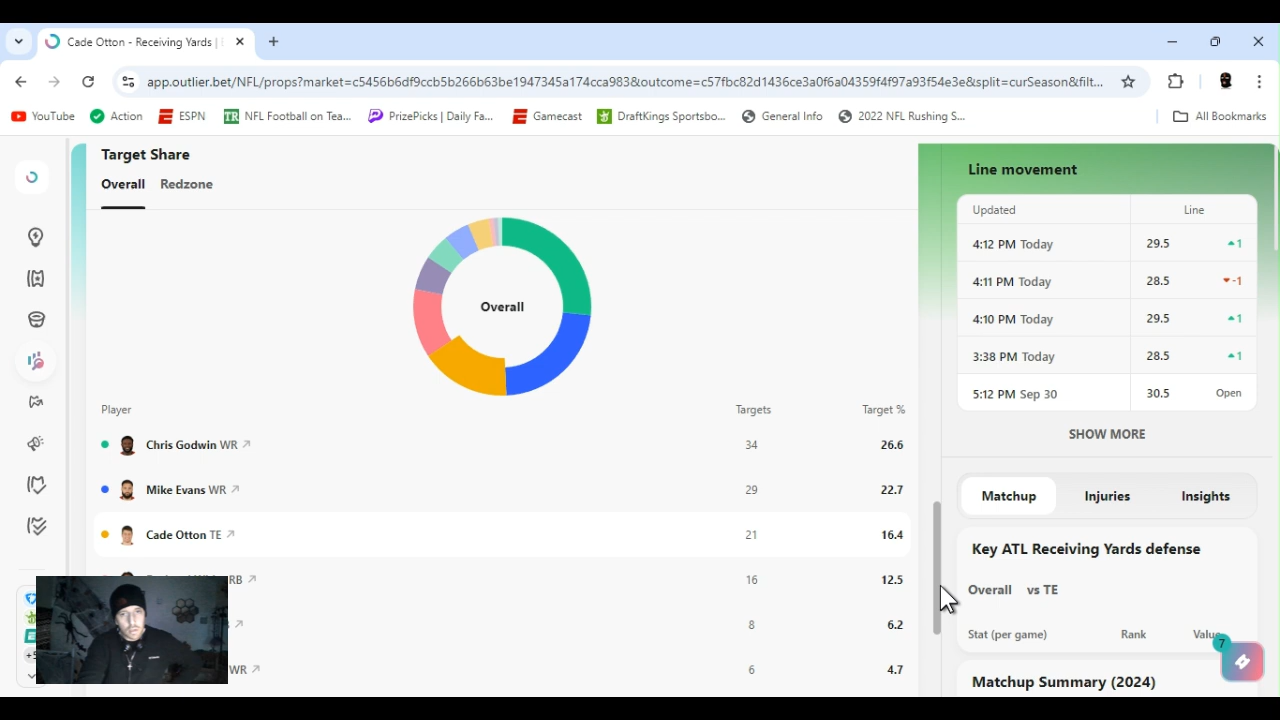 Cade Otton - Receiving Yards |
app.outlier.bet/NFL/props?market=c5456b6df9ccb5b266b63be1947345a174cca983&outcome=c57fbc82d1436ce3a0f6a04359f4f97a93f54e3e&split=curSeason&filt...
YouTube Action ESPN NFL Football on Tea... PrizePicks | Daily Fa... Gamecast DraftKings Sportsbo... General Info 2022 NFL Rushing S... All Bookmarks
Target Share
Overall Redzone
Overall
Player Targets Target %
Chris Godwin WR 34 26.6
Mike Evans WR 29 22.7
Cade Otton TE 21 16.4
RB 16 12.5
8 6.2
WR 6 4.7
Line movement
Updated Line
4:12 PM Today 29.5 1
4:11 PM Today 28.5 -1
4:10 PM Today 29.5 1
3:38 PM Today 28.5 1
5:12 PM Sep 30 30.5 Open
SHOW MORE
Matchup Injuries Insights
Key ATL Receiving Yards defense
Overall vs TE
Stat (per game) Rank Value
7
Matchup Summary (2024)